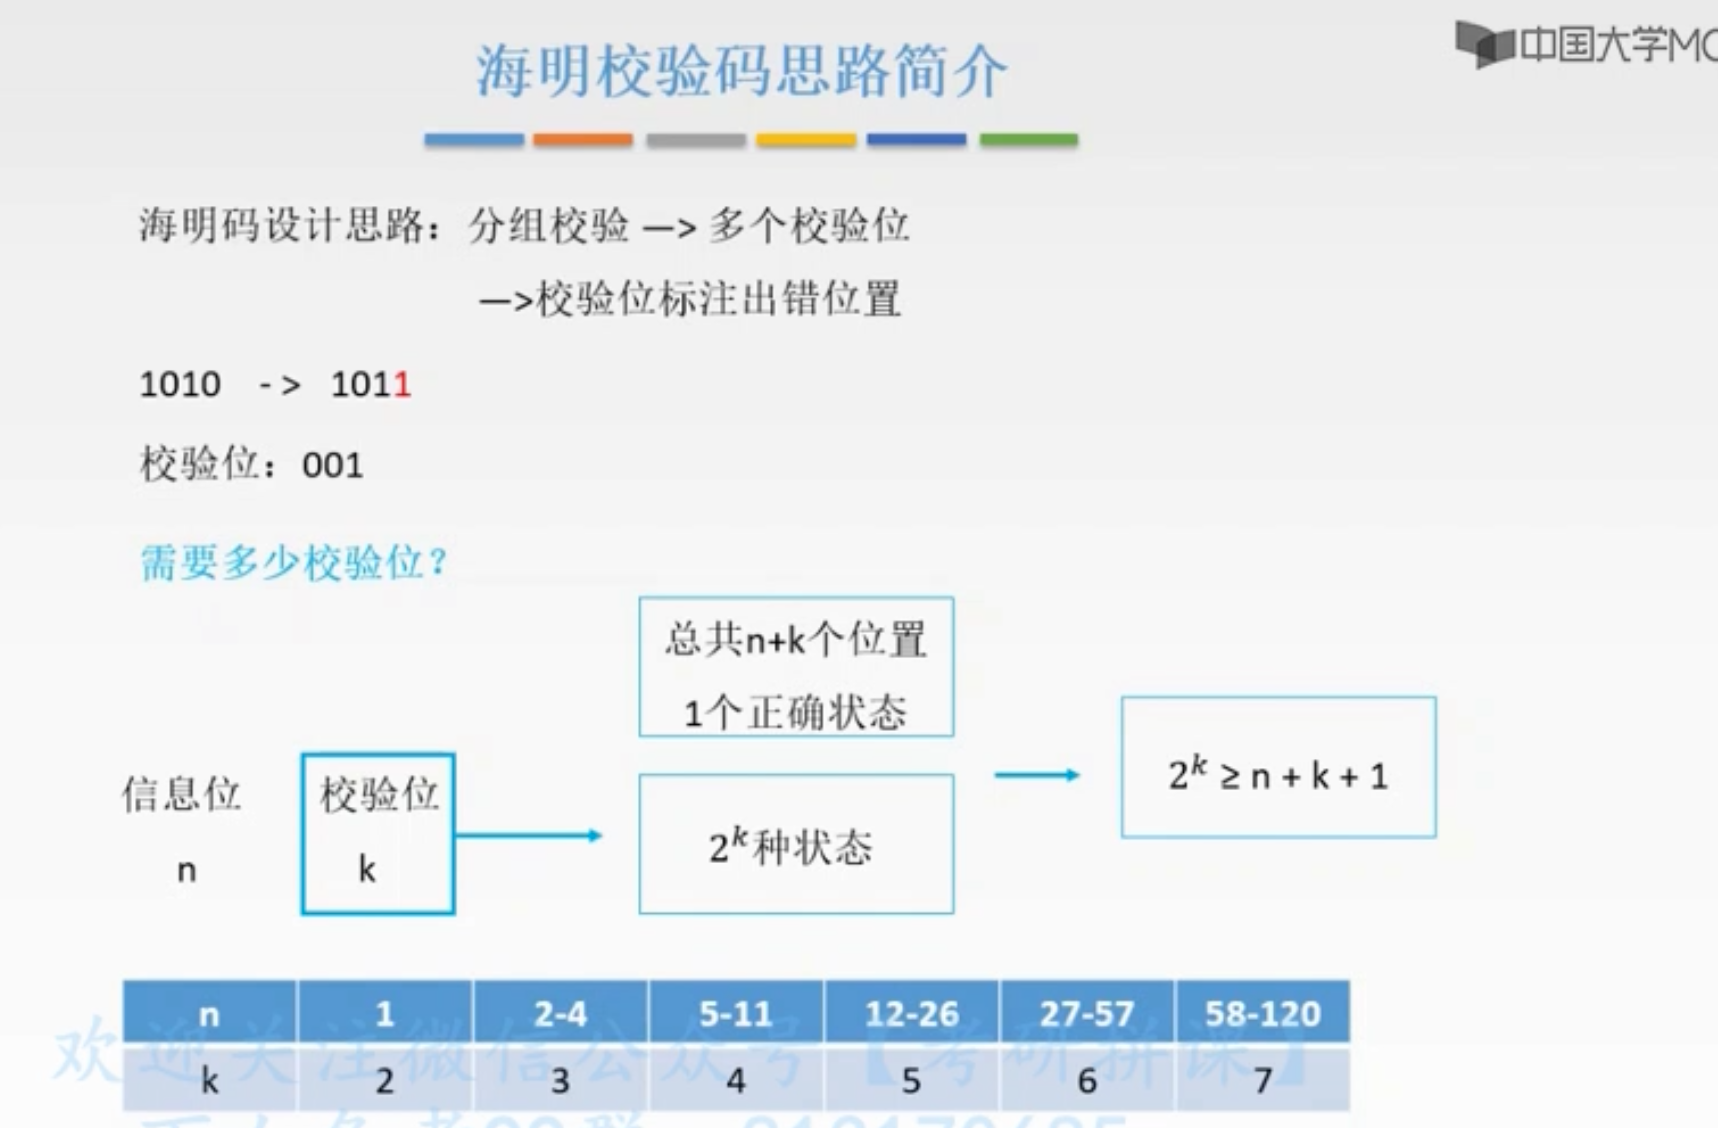 海明校验码思路简介
中国大学MO
海明码设计思路：分组校验 —> 多个校验位
—>校验位标注出错位置
1010 -> 1011
校验位：001
需要多少校验位？
总共n+k个位置
1个正确状态
信息位
n
校验位
k
2^k种状态
2^k ≥ n + k + 1
n 1 2-4 5-11 12-26 27-57 58-120
k 2 3 4 5 6 7
欢迎关注微信公众号【考研拼课】